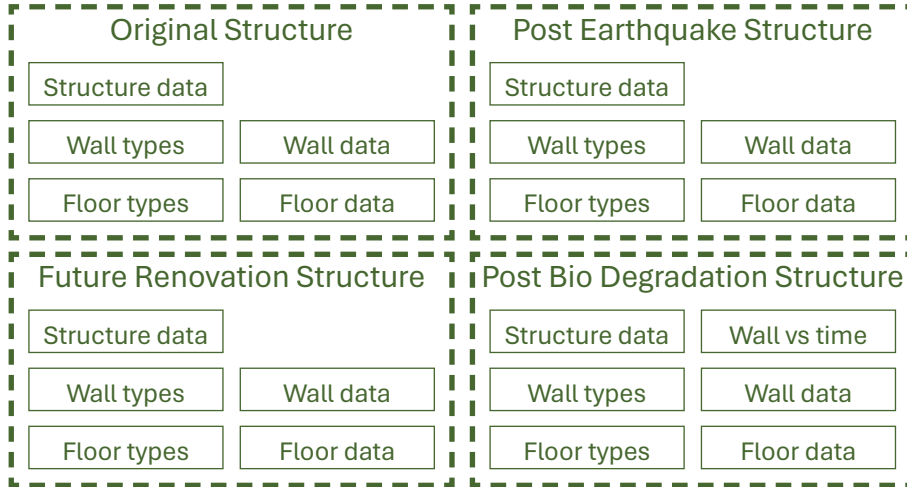 Original Structure
Structure data
Wall types
Wall data
Floor types
Floor data
Post Earthquake Structure
Structure data
Wall types
Wall data
Floor types
Floor data
Future Renovation Structure
Structure data
Wall types
Wall data
Floor types
Floor data
Post Bio Degradation Structure
Structure data
Wall vs time
Wall types
Wall data
Floor types
Floor data